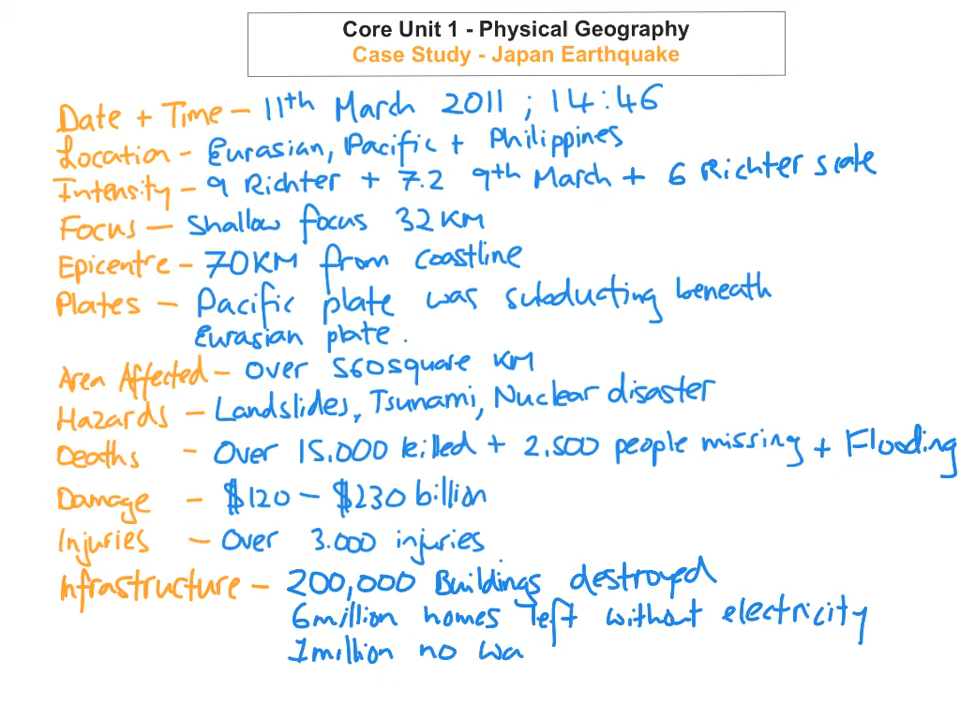 Core Unit 1 - Physical Geography
Case Study - Japan Earthquake
Date + Time - 11th March 2011 ; 14:46
Location - Eurasian, Pacific + Philippines
Intensity - 9 Richter + 7.2 9th March + 6 Richter scale
Focus - Shallow focus 32KM
Epicentre - 70KM from coastline
Plates - Pacific plate was subducting beneath
Eurasian plate.
Area Affected - Over 560square KM
Hazards - Landslides, Tsunami, Nuclear disaster
Deaths - Over 15,000 killed + 2,500 people missing + Flooding
Damage - $120 - $230 billion
Injuries - Over 3.000 injuries
Infrastructure - 200,000 Buildings destroyed
6million homes left without electricity
1million no wa